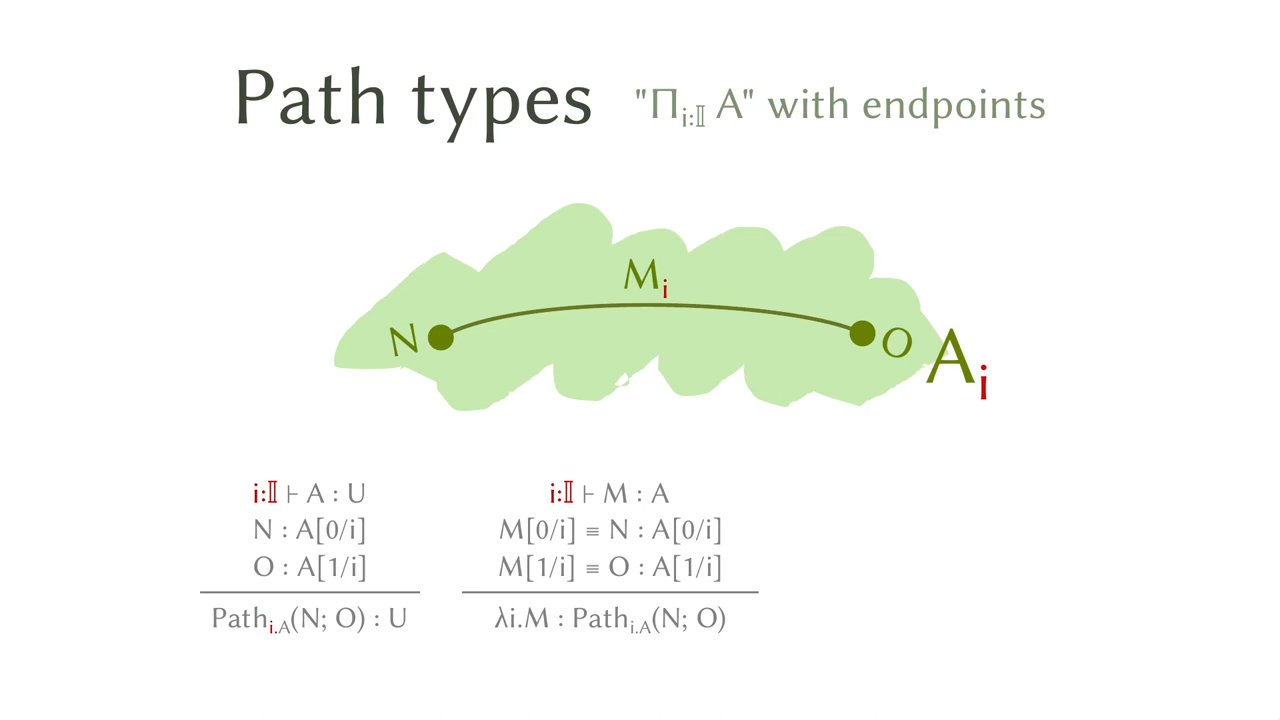 Path types "Π_{i:𝕀} A" with endpoints
M_i
N
O
A_i
i:𝕀 ⊢ A : U
N : A[0/i]
O : A[1/i]
Path_{i.A}(N; O) : U
i:𝕀 ⊢ M : A
M[0/i] ≡ N : A[0/i]
M[1/i] ≡ O : A[1/i]
λi.M : Path_{i.A}(N; O)